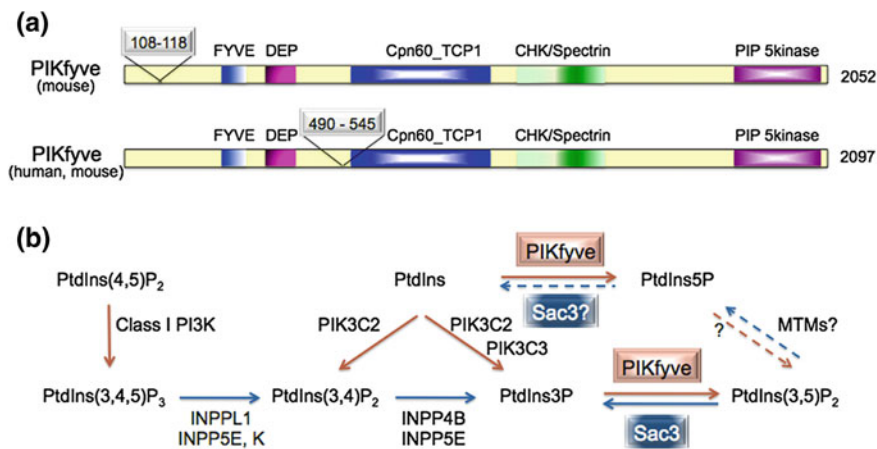 (a)
108-118
FYVE DEP Cpn60_TCP1 CHK/Spectrin PIP 5kinase
PIKfyve
(mouse)
2052
490 - 545
FYVE DEP Cpn60_TCP1 CHK/Spectrin PIP 5kinase
PIKfyve
(human, mouse)
2097
(b)
PIKfyve
PtdIns(4,5)P₂ PtdIns PtdIns5P
Sac3?
Class I PI3K PIK3C2 PIK3C2 ? MTMs?
PIK3C3
PIKfyve
PtdIns(3,4,5)P₃ PtdIns(3,4)P₂ PtdIns3P PtdIns(3,5)P₂
INPPL1 INPP4B Sac3
INPP5E, K INPP5E